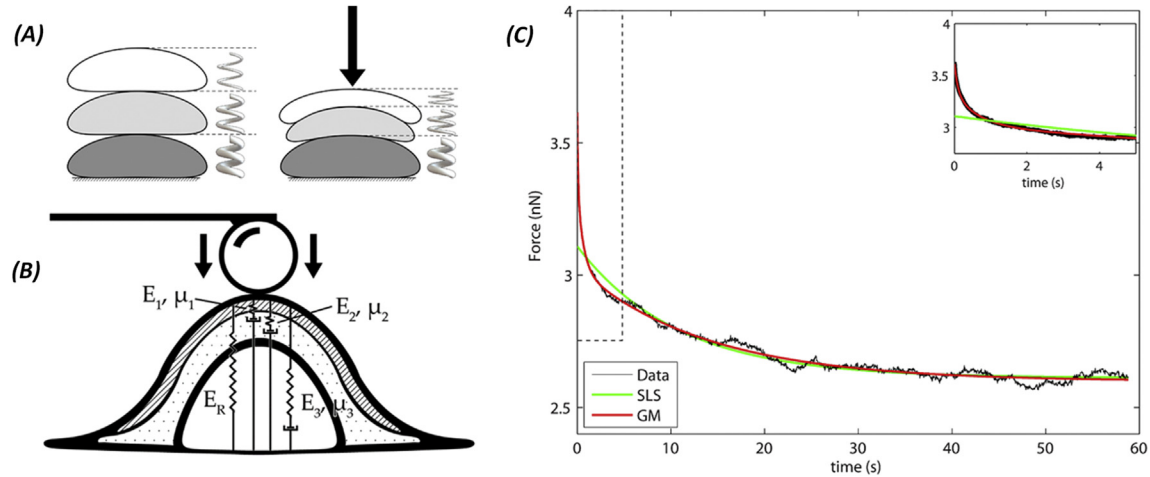 (A)
(B)
E₁, μ₁
E₂, μ₂
E_R
E₃, μ₃
(C)
4
3.5
3
2.5
Force (nN)
0
10
20
30
40
50
60
time (s)
Data
SLS
GM
4
3.5
3
0
2
4
time (s)